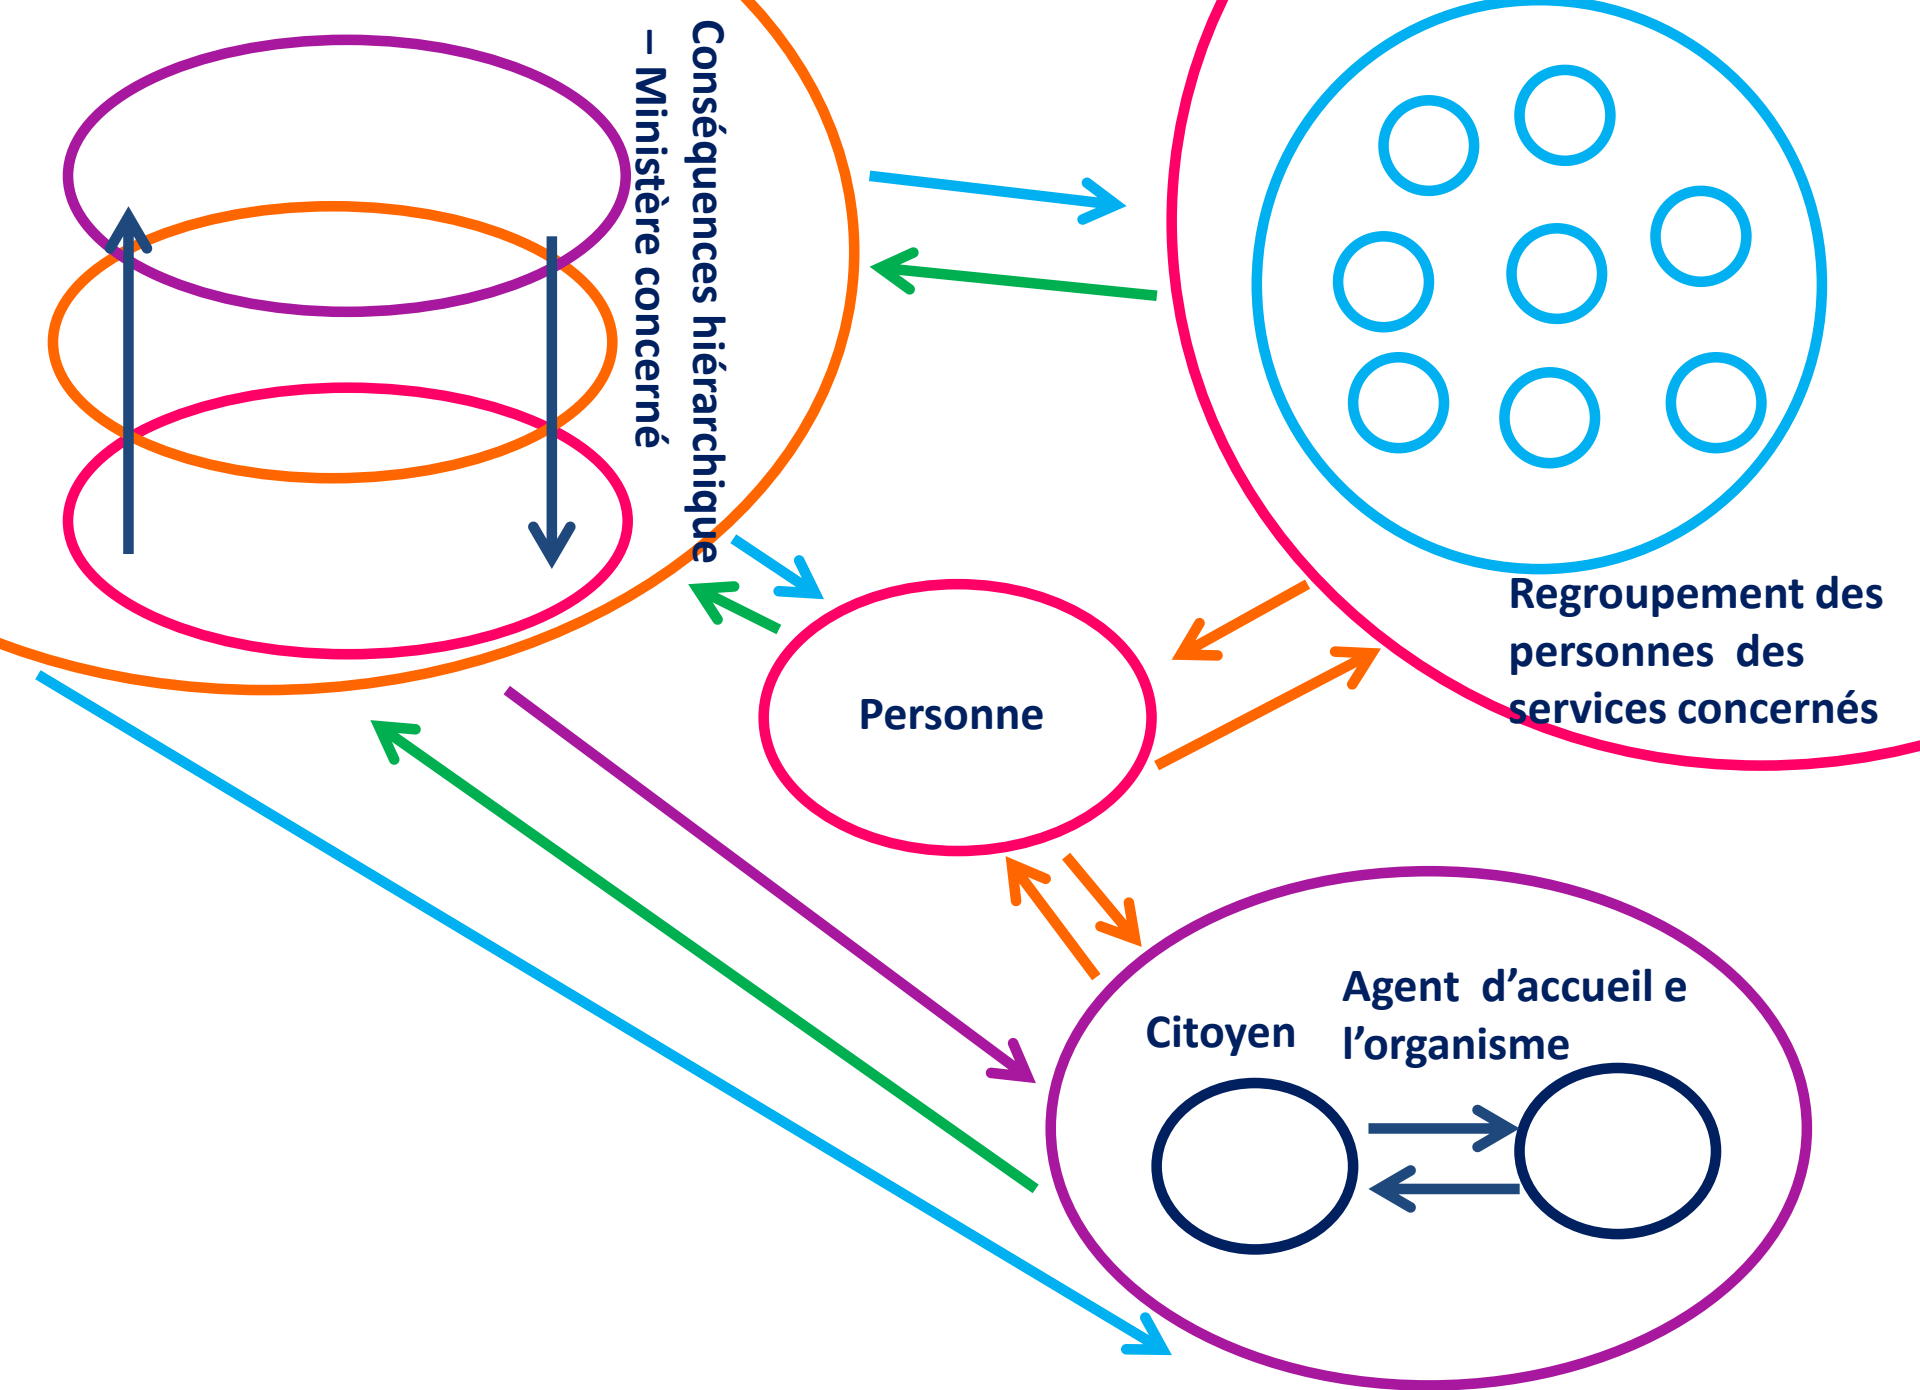 Conséquences hiérarchique
– Ministère concerné
Regroupement des
personnes des
services concernés
Personne
Agent d’accueil e
l’organisme
Citoyen